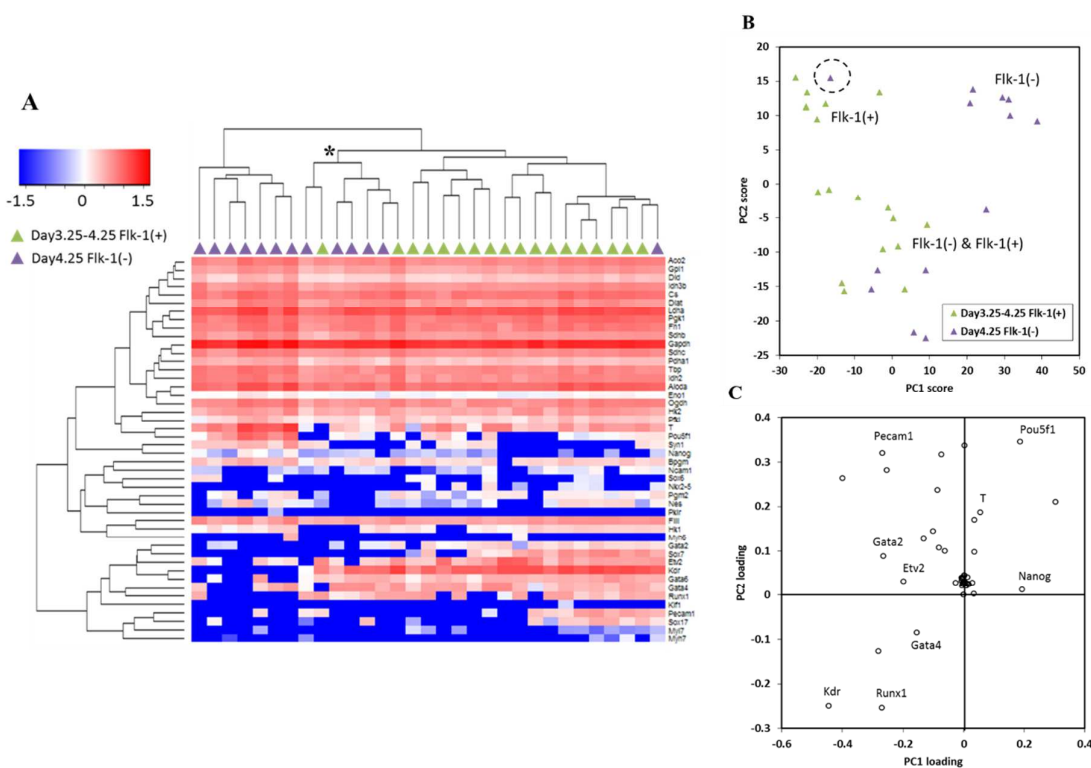 A
-1.5 0 1.5
Day3.25-4.25 Flk-1(+)
Day4.25 Flk-1(-)
*
Aco2
Gpi1
Dld
Idh3b
Cs
Dlat
Ldha
Pgk1
Fh1
Sdhb
Gapdh
Sdhc
Pdha1
Tbp
Idh2
Aldoa
Eno1
Ogdh
Hk2
Pfkl
T
Pou5f1
Syn1
Nanog
Bpgm
Ncam1
Sox6
Nkx2-5
Pgm2
Nes
Pklr
Flii
Hk1
Myh6
Gata2
Sox7
Etv2
Kdr
Gata6
Gata4
Runx1
Klf1
Pecam1
Sox17
Myl7
Myh7
B
20
15
10
5
0
-5
-10
-15
-20
-25
PC2 score
Flk-1(+)
Flk-1(-)
Flk-1(-) & Flk-1(+)
Day3.25-4.25 Flk-1(+)
Day4.25 Flk-1(-)
-30 -20 -10 0 10 20 30 40 50
PC1 score
C
0.4
0.3
0.2
0.1
0
-0.1
-0.2
-0.3
PC2 loading
Pecam1
Pou5f1
T
Gata2
Etv2
Nanog
Gata4
Kdr
Runx1
-0.6 -0.4 -0.2 0 0.2 0.4
PC1 loading